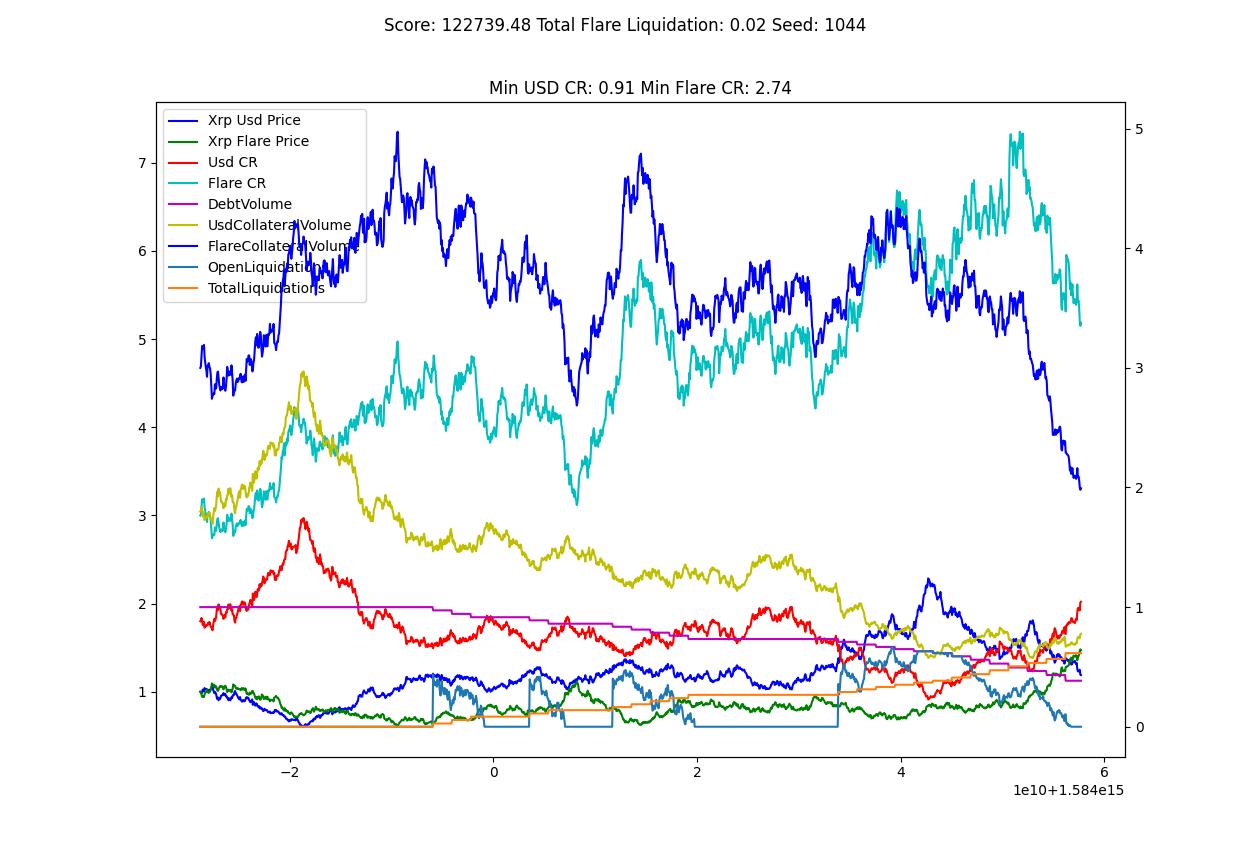 Score: 122739.48 Total Flare Liquidation: 0.02 Seed: 1044
Min USD CR: 0.91 Min Flare CR: 2.74
Xrp Usd Price
Xrp Flare Price
Usd CR
Flare CR
DebtVolume
UsdCollateralVolume
FlareCollateralVolume
OpenLiquidations
TotalLiquidations
7
6
5
4
3
2
1
5
4
3
2
1
0
−2
0
2
4
6
1e10+1.584e15